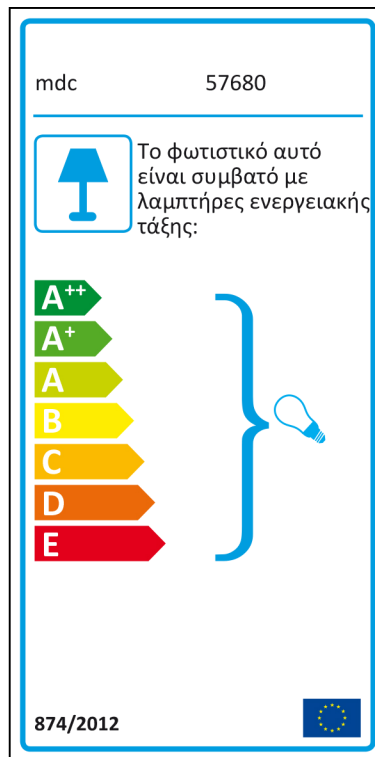 mdc 57680
Το φωτιστικό αυτό
είναι συμβατό με
λαμπτήρες ενεργειακής
τάξης:
A++
A+
A
B
C
D
E
874/2012